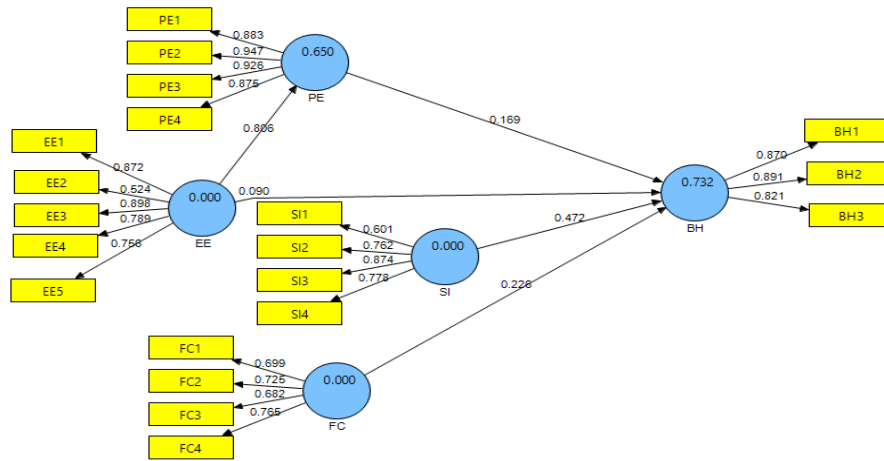 PE1
0.883
PE2
0.947
PE3
0.926
PE4
0.875
0.650
PE
0.806
0.169
EE1
0.872
EE2
0.524
EE3
0.898
EE4
0.789
EE5
0.756
0.000
EE
0.090
SI1
0.601
SI2
0.762
SI3
0.874
SI4
0.778
0.000
SI
0.472
0.226
FC1
0.699
FC2
0.725
FC3
0.682
FC4
0.765
0.000
FC
0.732
BH
BH1
0.870
BH2
0.891
BH3
0.821